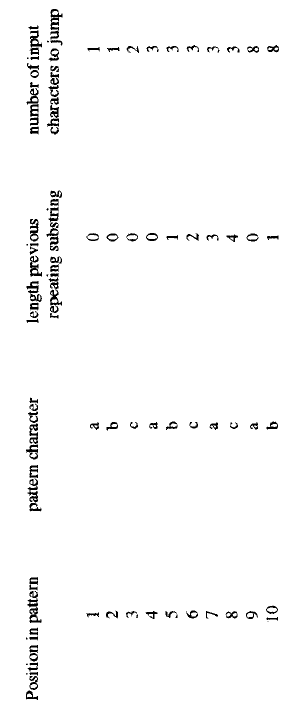 Position in pattern pattern character length previous number of input
repeating substring characters to jump
1 a 0 1
2 b 0 1
3 c 0 2
4 a 0 3
5 b 1 3
6 c 2 3
7 a 3 3
8 c 4 3
9 a 0 8
10 b 1 8